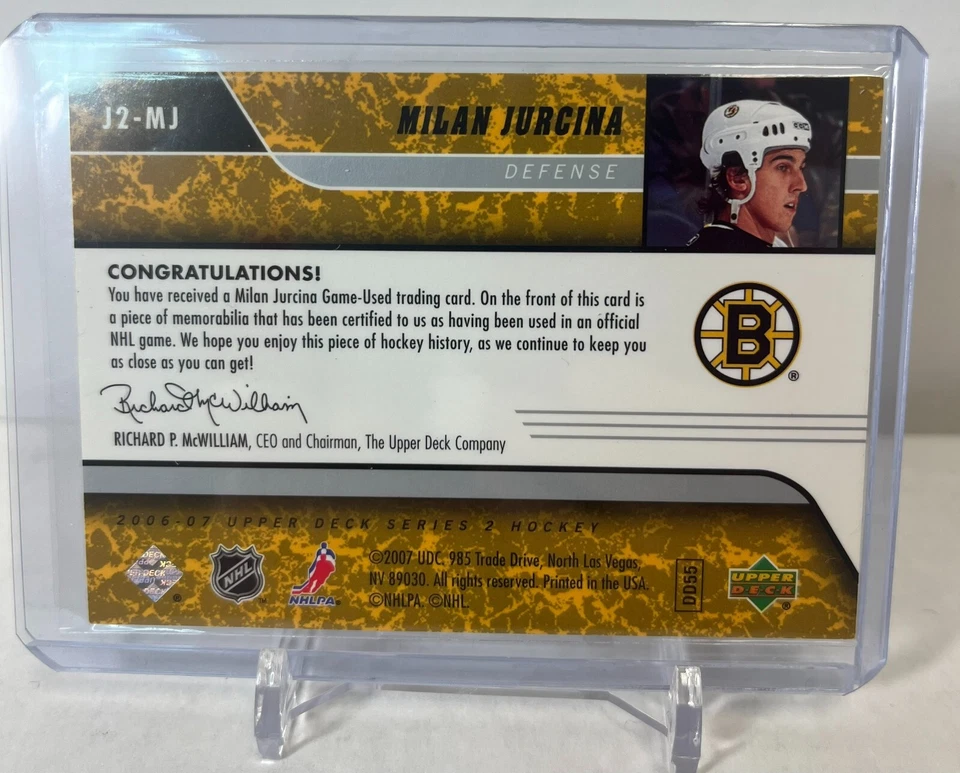 J2-MJ
MILAN JURCINA
DEFENSE
CONGRATULATIONS!
You have received a Milan Jurcina Game-Used trading card. On the front of this card is
a piece of memorabilia that has been certified to us as having been used in an official
NHL game. We hope you enjoy this piece of hockey history, as we continue to keep you
as close as you can get!
B
®
Richard McWilliam
RICHARD P. McWILLIAM, CEO and Chairman, The Upper Deck Company
2006-07 UPPER DECK SERIES 2 HOCKEY
NHL
NHLPA
©2007 UDC, 985 Trade Drive, North Las Vegas,
NV 89030. All rights reserved. Printed in the USA.
©NHLPA. ©NHL.
DD55
UPPER
DECK
®